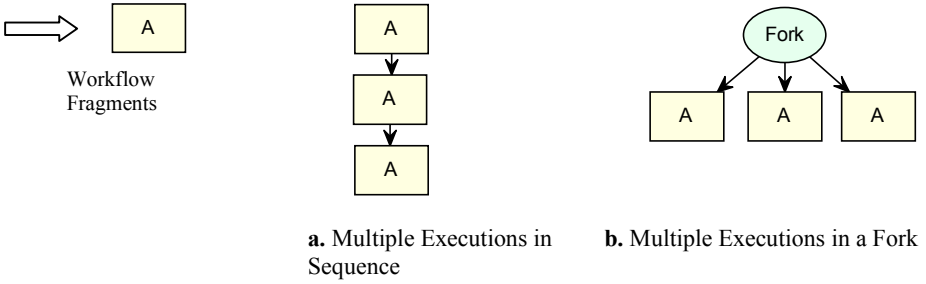 A
Workflow
Fragments
A
A
A
a. Multiple Executions in
Sequence
Fork
A
A
A
b. Multiple Executions in a Fork